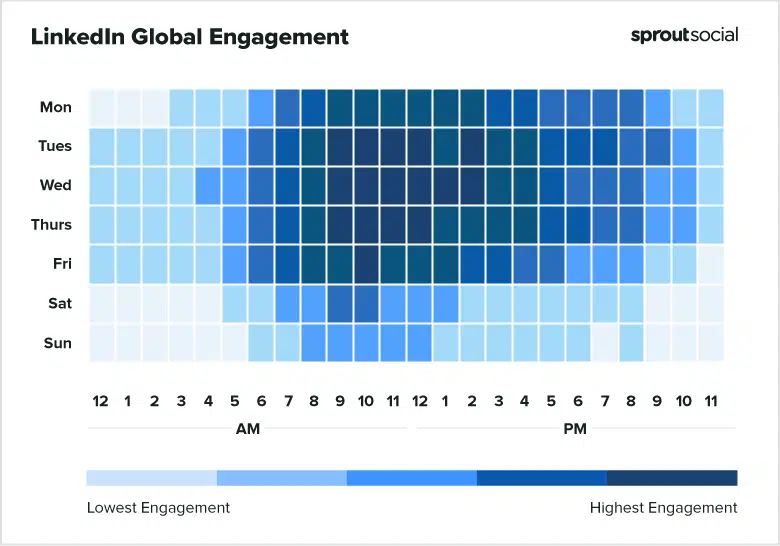 LinkedIn Global Engagement
sproutsocial
Mon
Tues
Wed
Thurs
Fri
Sat
Sun
12 1 2 3 4 5 6 7 8 9 10 11 12 1 2 3 4 5 6 7 8 9 10 11
AM PM
Lowest Engagement Highest Engagement